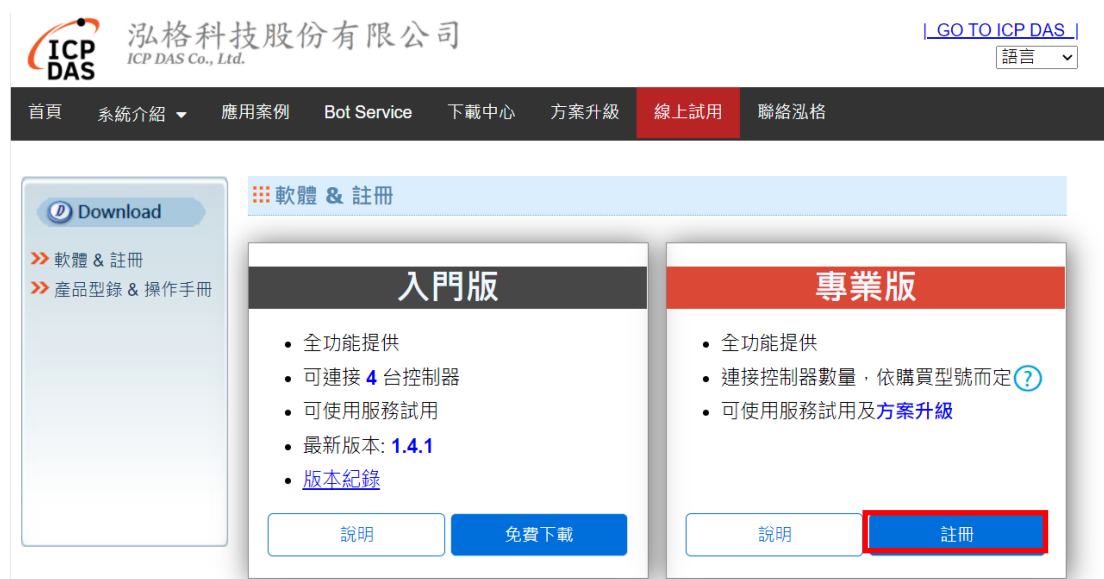 ICP
DAS
泓格科技股份有限公司
ICP DAS Co., Ltd.
| GO TO ICP DAS |
語言
首頁 系統介紹 應用案例 Bot Service 下載中心 方案升級 線上試用 聯絡泓格
Download
軟體 & 註冊
產品型錄 & 操作手冊
軟體 & 註冊
入門版
全功能提供
可連接 4 台控制器
可使用服務試用
最新版本: 1.4.1
版本紀錄
說明 免費下載
專業版
全功能提供
連接控制器數量,依購買型號而定 ?
可使用服務試用及方案升級
說明 註冊